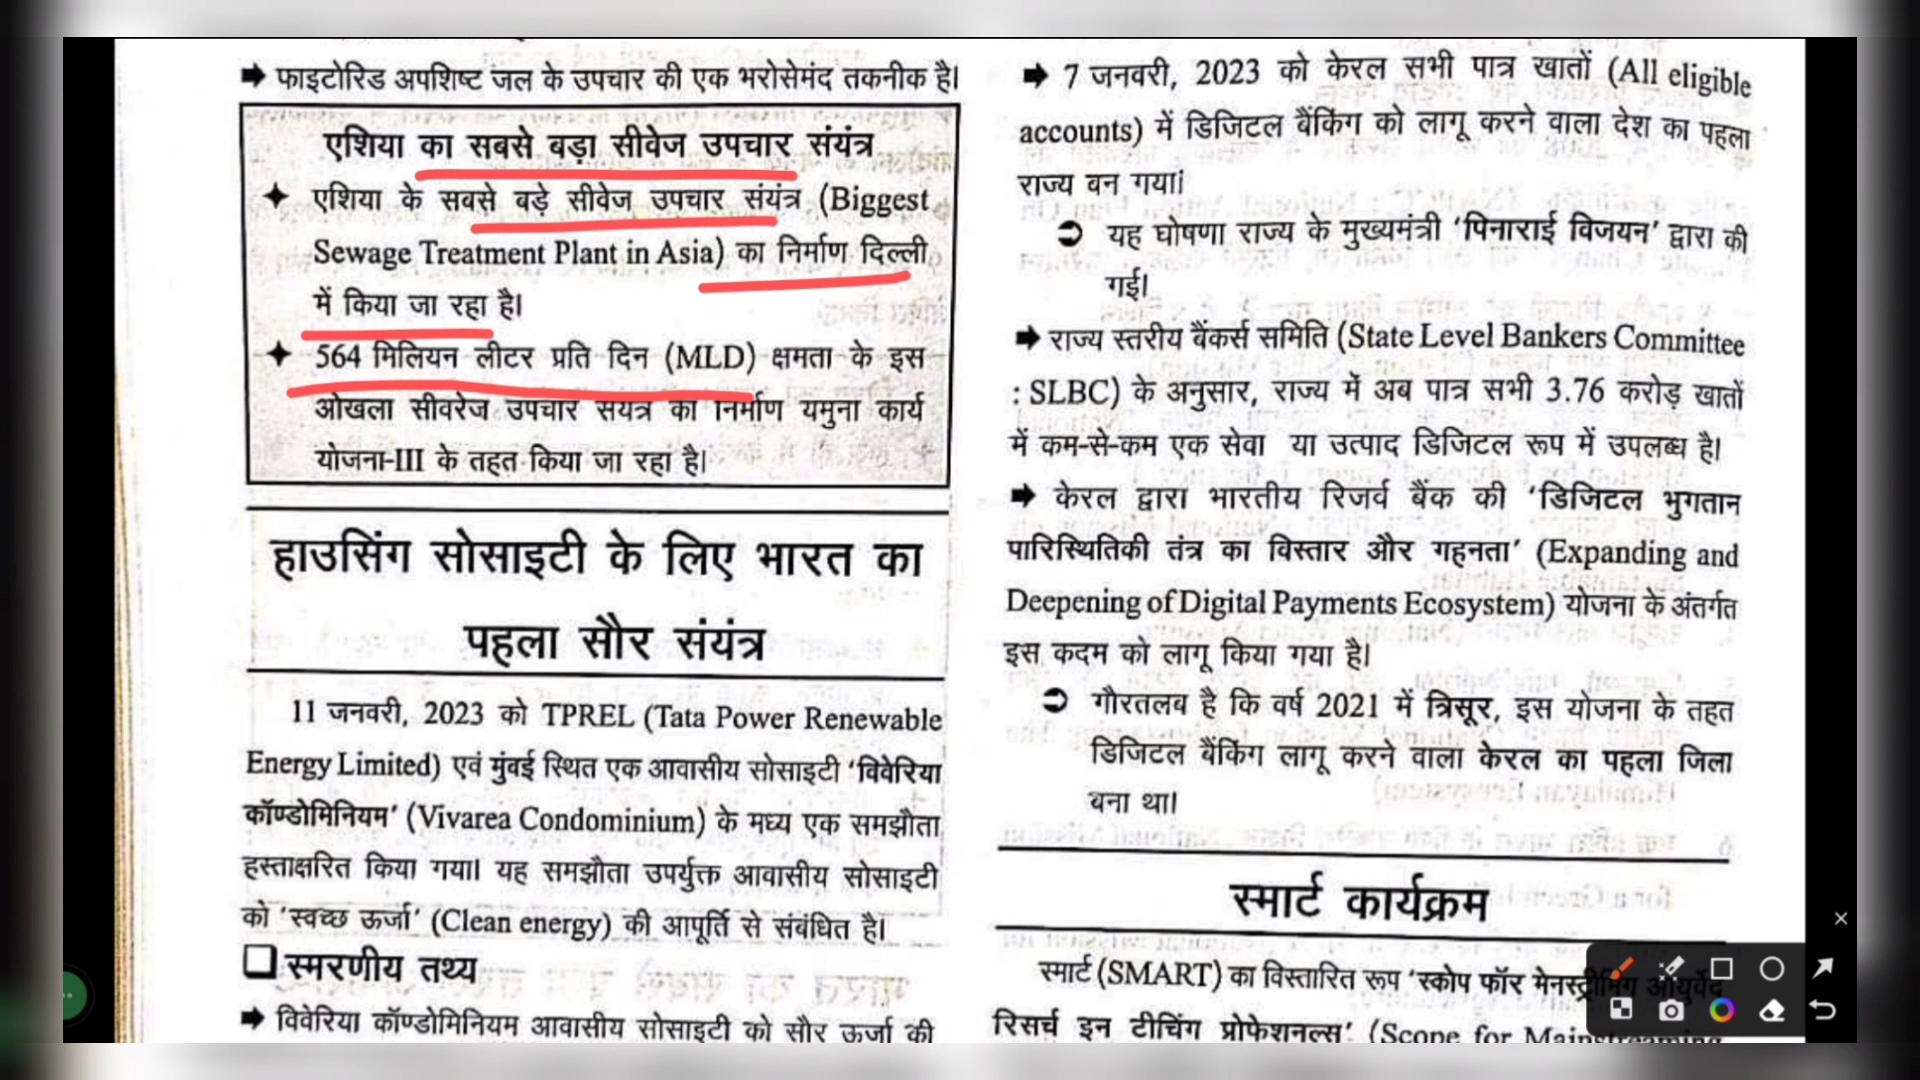 ➡ फाइटोरिड अपशिष्ट जल के उपचार की एक भरोसेमंद तकनीक है।
एशिया का सबसे बड़ा सीवेज उपचार संयंत्र
✦ एशिया के सबसे बड़े सीवेज उपचार संयंत्र (Biggest
Sewage Treatment Plant in Asia) का निर्माण दिल्ली
में किया जा रहा है।
✦ 564 मिलियन लीटर प्रति दिन (MLD) क्षमता के इस
ओखला सीवरेज उपचार संयंत्र का निर्माण यमुना कार्य
योजना-III के तहत किया जा रहा है।
हाउसिंग सोसाइटी के लिए भारत का
पहला सौर संयंत्र
11 जनवरी, 2023 को TPREL (Tata Power Renewable
Energy Limited) एवं मुंबई स्थित एक आवासीय सोसाइटी 'विवेरिया
कॉण्डोमिनियम' (Vivarea Condominium) के मध्य एक समझौता
हस्ताक्षरित किया गया। यह समझौता उपर्युक्त आवासीय सोसाइटी
को 'स्वच्छ ऊर्जा' (Clean energy) की आपूर्ति से संबंधित है।
❑ स्मरणीय तथ्य
➡ विवेरिया कॉण्डोमिनियम आवासीय सोसाइटी को सौर ऊर्जा की
➡ 7 जनवरी, 2023 को केरल सभी पात्र खातों (All eligible
accounts) में डिजिटल बैंकिंग को लागू करने वाला देश का पहला
राज्य बन गया।
➲ यह घोषणा राज्य के मुख्यमंत्री 'पिनाराई विजयन' द्वारा की
गई।
➡ राज्य स्तरीय बैंकर्स समिति (State Level Bankers Committee
: SLBC) के अनुसार, राज्य में अब पात्र सभी 3.76 करोड़ खातों
में कम-से-कम एक सेवा या उत्पाद डिजिटल रूप में उपलब्ध है।
➡ केरल द्वारा भारतीय रिजर्व बैंक की 'डिजिटल भुगतान
पारिस्थितिकी तंत्र का विस्तार और गहनता' (Expanding and
Deepening of Digital Payments Ecosystem) योजना के अंतर्गत
इस कदम को लागू किया गया है।
➲ गौरतलब है कि वर्ष 2021 में त्रिसूर, इस योजना के तहत
डिजिटल बैंकिंग लागू करने वाला केरल का पहला जिला
बना था।
स्मार्ट कार्यक्रम
स्मार्ट (SMART) का विस्तारित रूप 'स्कोप फॉर मेनस्ट्रीमिंग आयुर्वेद
रिसर्च इन टीचिंग प्रोफेशनल्स' (Scope for Mainstreaming